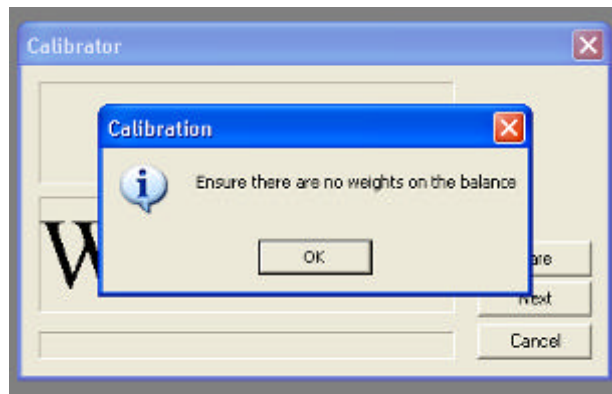 Calibrator
Calibration
Ensure there are no weights on the balance
OK
Next
Cancel